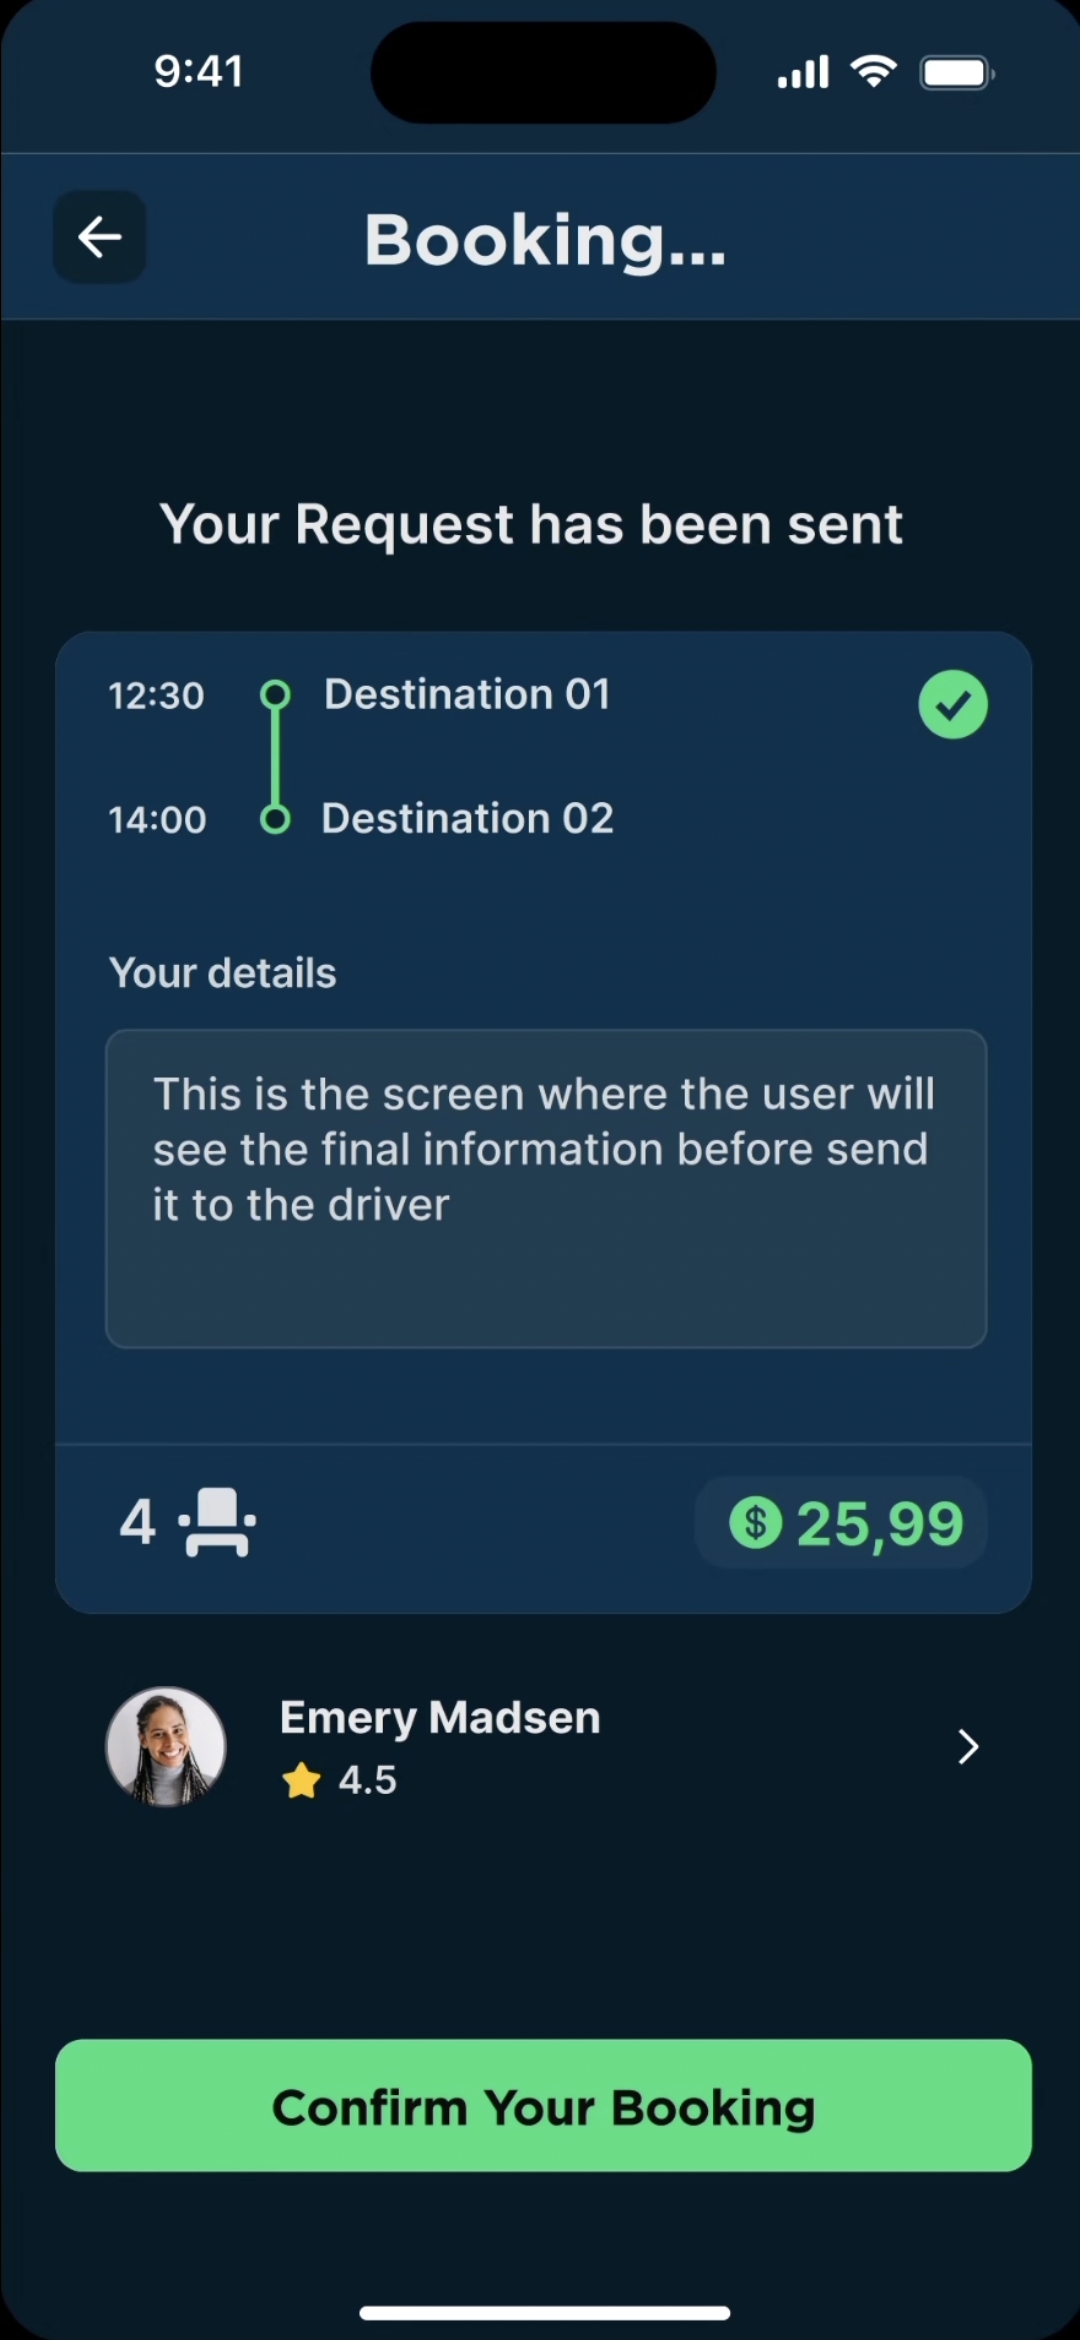 9:41
Booking...
Your Request has been sent
12:30 Destination 01
14:00 Destination 02
Your details
This is the screen where the user will
see the final information before send
it to the driver
4 $ 25,99
Emery Madsen
4.5
Confirm Your Booking